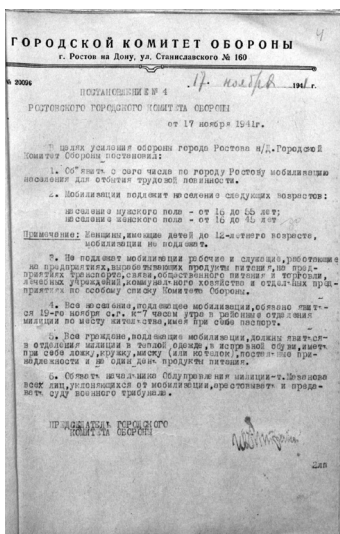 4
ГОРОДСКОЙ КОМИТЕТ ОБОРОНЫ
г. Ростов на Дону, ул. Станиславского № 160
№ 20096
17 ноября 1941 г.
ПОСТАНОВЛЕНИЕ № 4
РОСТОВСКОГО ГОРОДСКОГО КОМИТЕТА ОБОРОНЫ
от 17 ноября 1941г.
В целях усиления обороны города Ростова н/Д.Городской
Комитет Обороны постановил:
1. Об"явить с сего числа по городу Ростову мобилизацию
населения для отбытия трудовой повинности.
2. Мобилизации подлежит население следующих возрастов:
население мужского пола - от 16 до 55 лет;
население женского пола - от 16 до 45 лет
Примечание: Женщины, имеющие детей до 12-летнего возраста,
мобилизации не подлежат.
3. Не подлежат мобилизации рабочие и служащие, работающие
на предприятиях, вырабатывающих продукты питания, на пред-
приятиях транспорта, связи, общественного питания и торговли,
лечебных учреждений, коммунального хозяйства и отдельных пред-
приятиях по особому списку Комитета Обороны.
4. Все население, подлежащее мобилизации, обязано явить-
ся 19-го ноября с.г. к 7 часам утра в районные отделения
милиции по месту жительства, имея при себе паспорт.
5. Все граждане, подлежащие мобилизации, должны явиться
в отделения милиции в теплой одежде, в исправной обуви, иметь
при себе ложку, кружку, миску (или котелок), постельные при-
надлежности и на один день продукты питания.
6. Обязать начальника Облуправления милиции-т.
всех лиц, уклоняющихся от мобилизации, арестовывать и преда-
вать суду военного трибунала.
ПРЕДСЕДАТЕЛЬ ГОРОДСКОГО
КОМИТЕТА ОБОРОНЫ